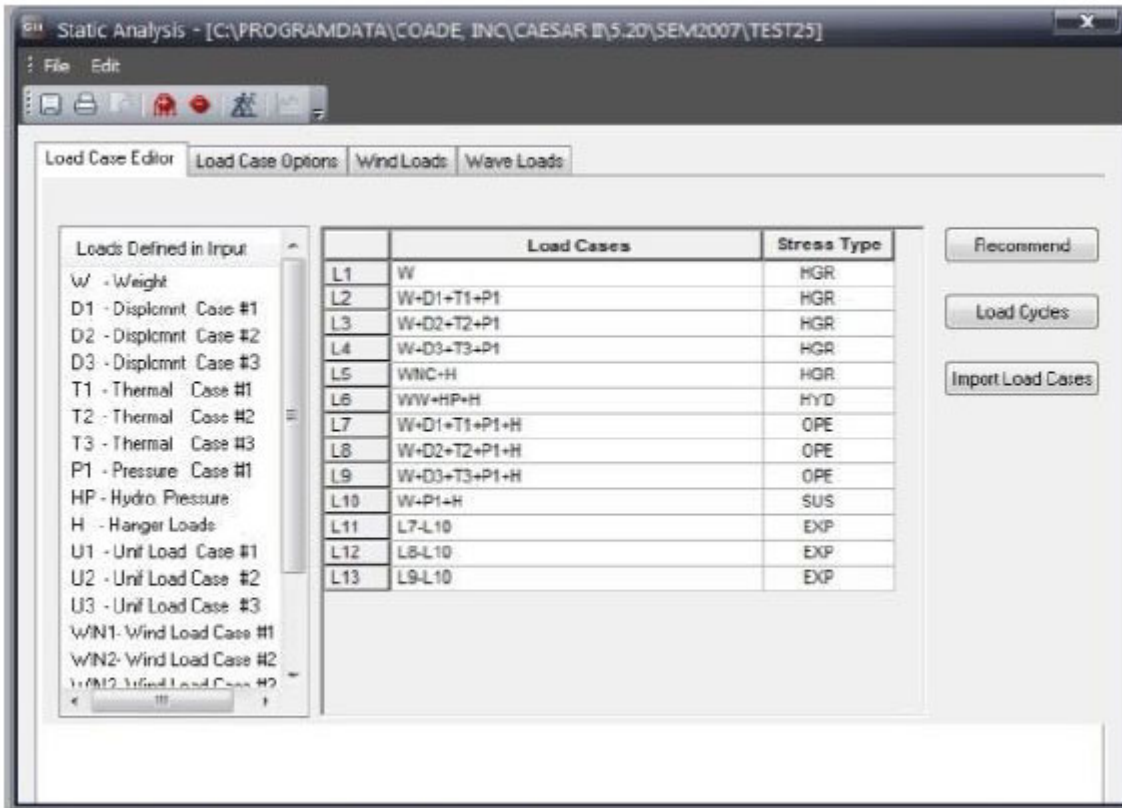 Static Analysis - [C:\PROGRAMDATA\COADE, INC\CAESAR II\5.20\SEM2007\TEST25]
File Edit
Load Case Editor Load Case Options Wind Loads Wave Loads
Loads Defined in Input
W - Weight
D1 - Displcmnt Case #1
D2 - Displcmnt Case #2
D3 - Displcmnt Case #3
T1 - Thermal Case #1
T2 - Thermal Case #2
T3 - Thermal Case #3
P1 - Pressure Case #1
HP - Hydro. Pressure
H - Hanger Loads
U1 - Unif Load Case #1
U2 - Unif Load Case #2
U3 - Unif Load Case #3
WIN1- Wind Load Case #1
WIN2- Wind Load Case #2
Load Cases Stress Type
L1 W HGR
L2 W+D1+T1+P1 HGR
L3 W+D2+T2+P1 HGR
L4 W+D3+T3+P1 HGR
L5 WNC+H HGR
L6 WW+HP+H HYD
L7 W+D1+T1+P1+H OPE
L8 W+D2+T2+P1+H OPE
L9 W+D3+T3+P1+H OPE
L10 W+P1+H SUS
L11 L7-L10 EXP
L12 L8-L10 EXP
L13 L9-L10 EXP
Recommend
Load Cycles
Import Load Cases